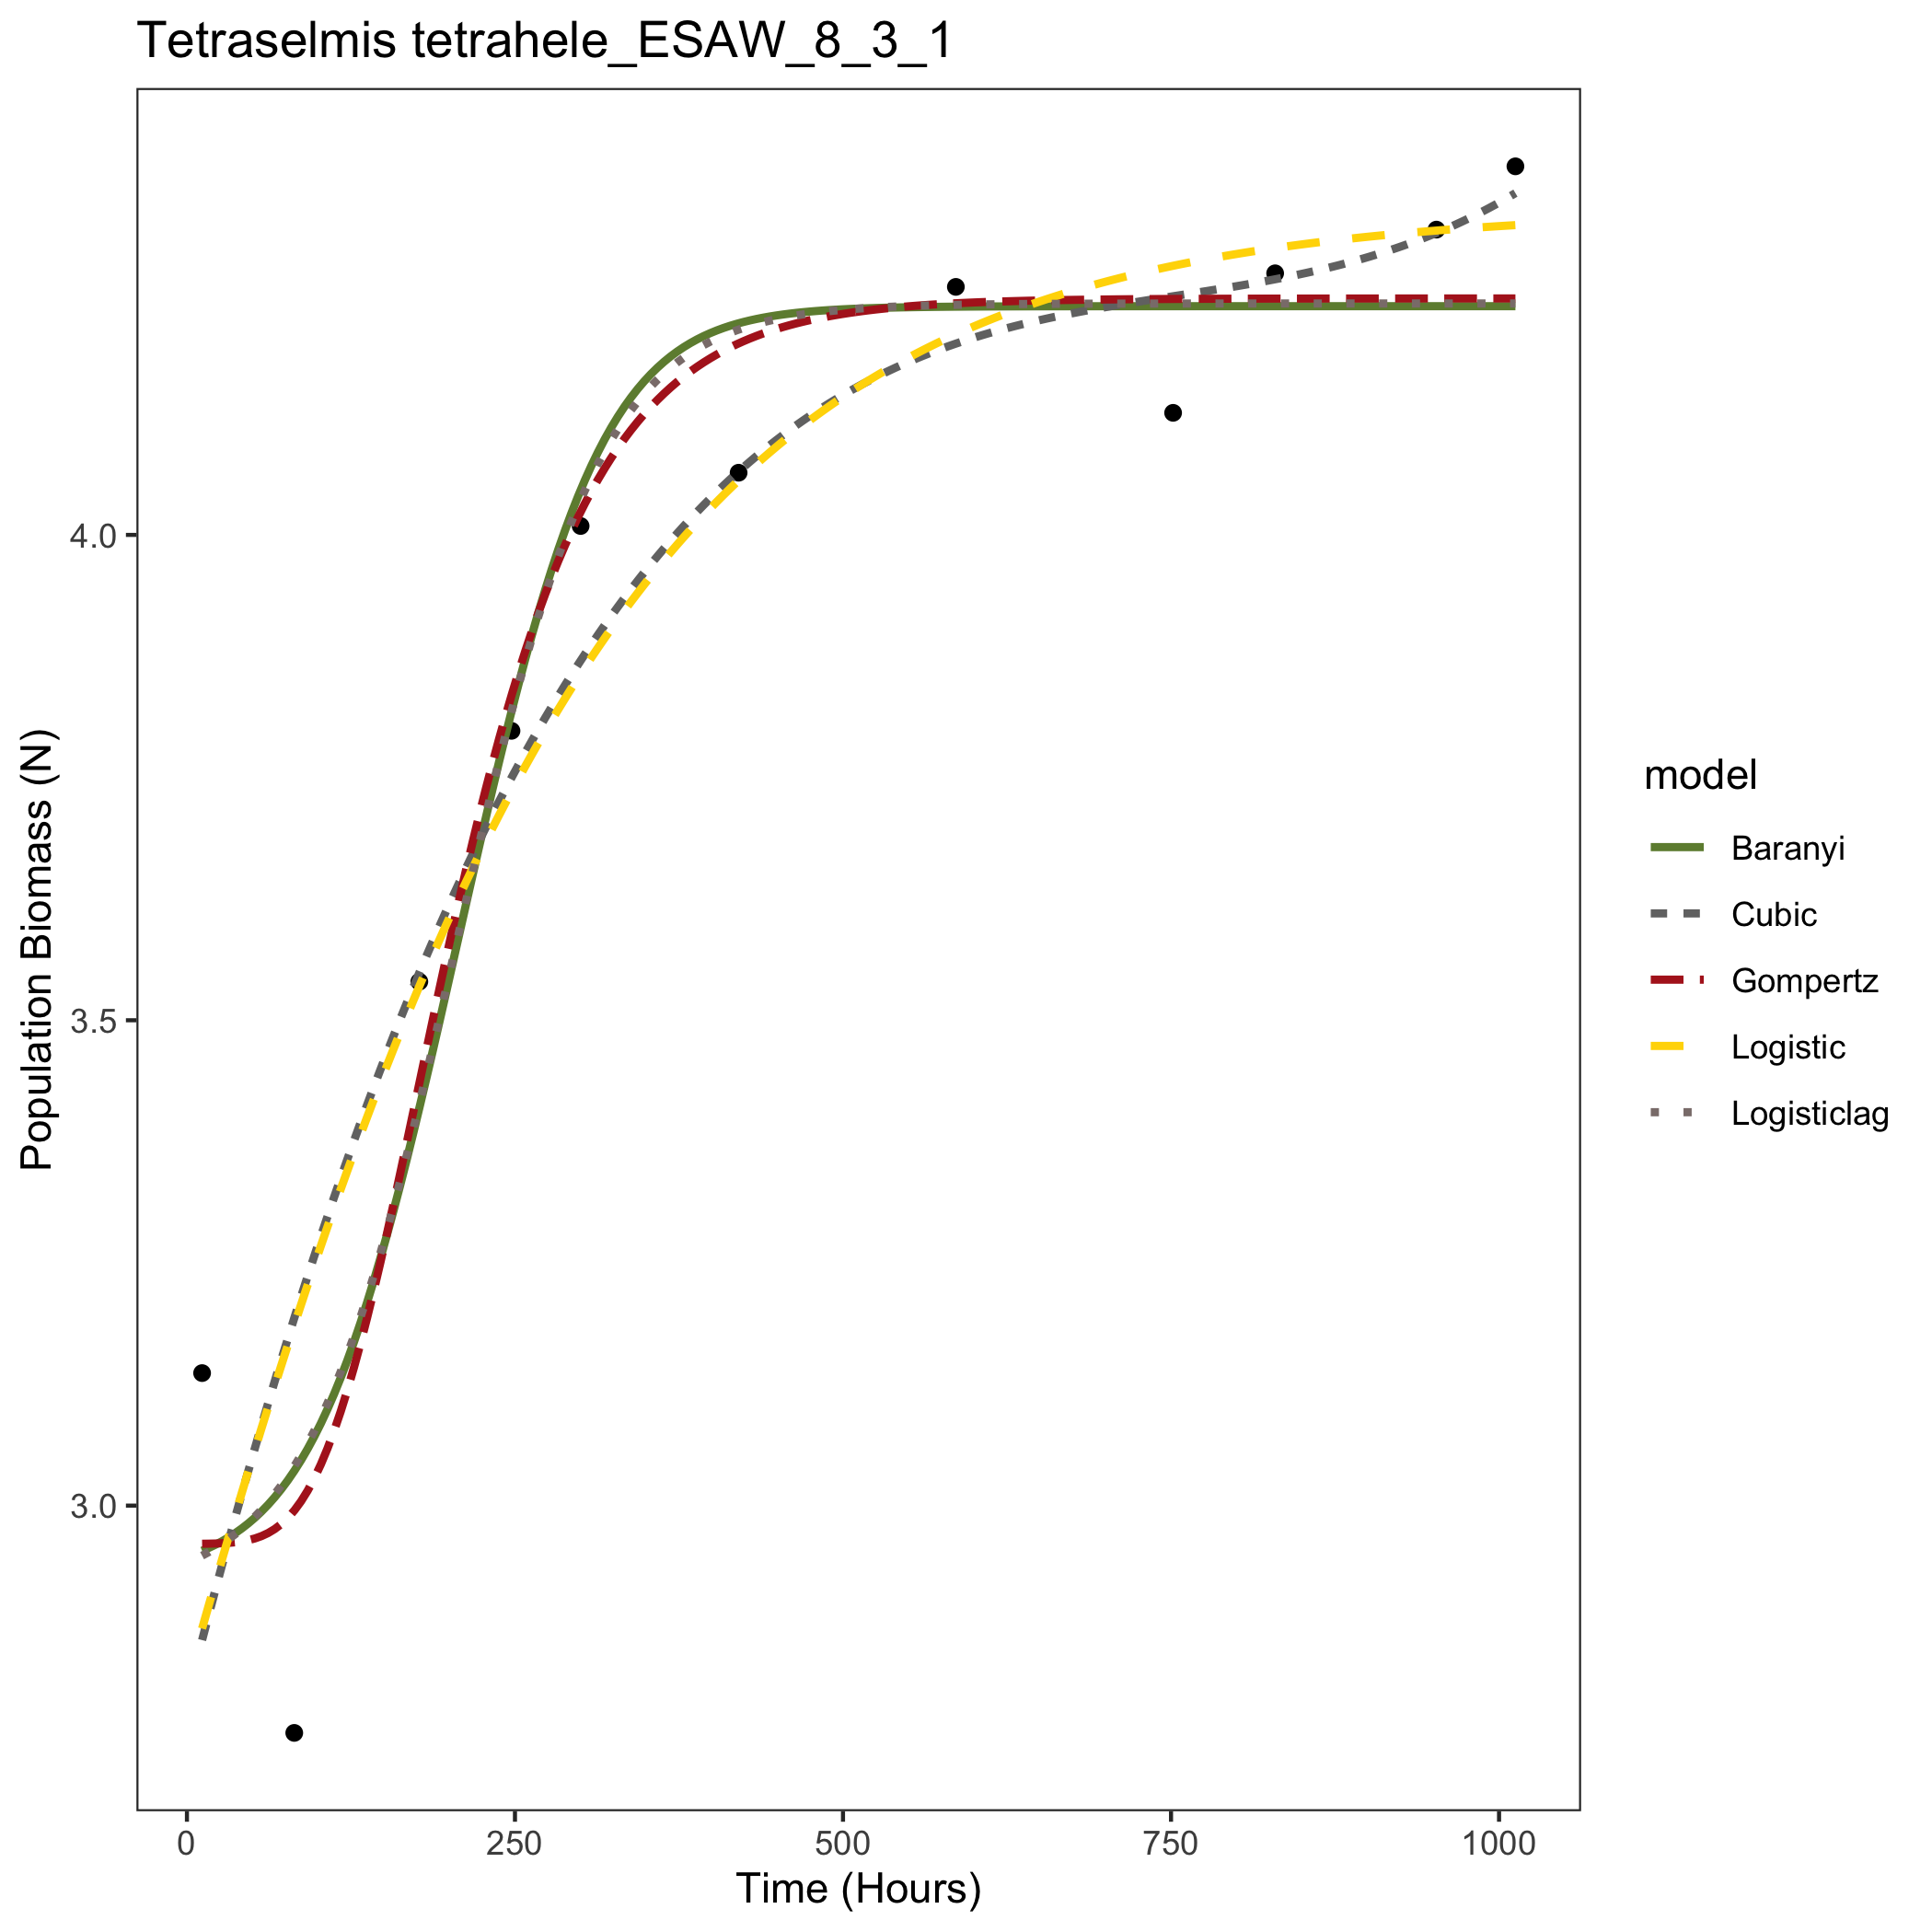 Tetraselmis tetrahele_ESAW_8_3_1
Population Biomass (N)
4.0
3.5
3.0
0 250 500 750 1000
Time (Hours)
model
Baranyi
Cubic
Gompertz
Logistic
Logisticlag